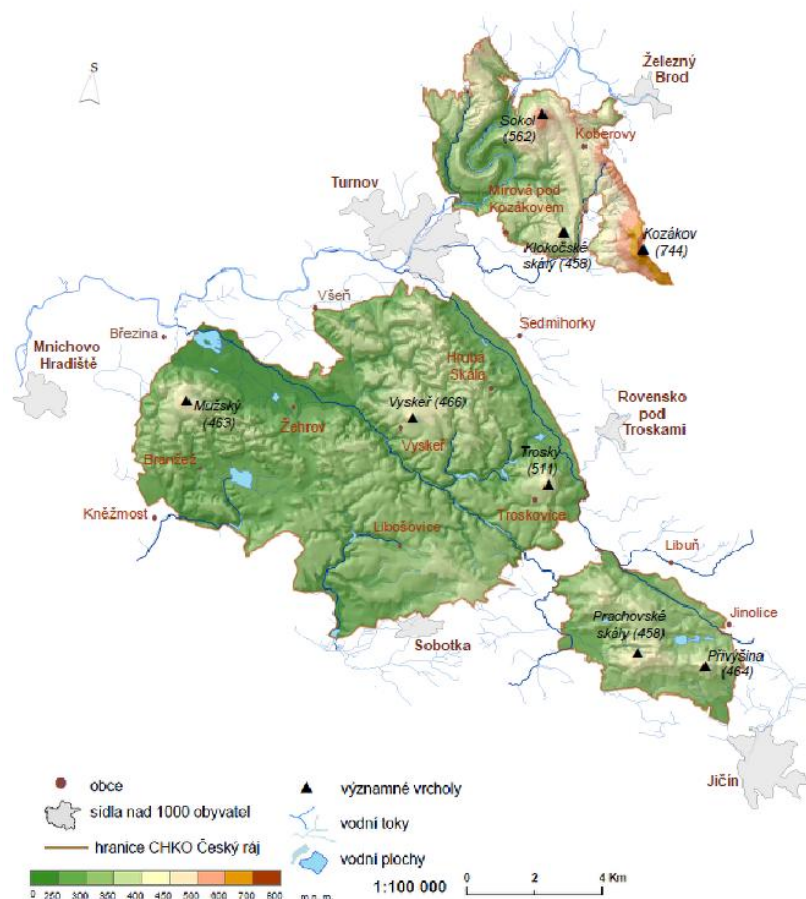 S
Železný
Brod
Sokol
(562)
Koberovy
Turnov
Mírová pod
Kozákovem
Kozákov
(744)
Klokočské
skály (458)
Všeň
Březina
Sedmihorky
Mnichovo
Hradiště
Hrubá
Skála
Rovensko
pod
Troskami
Mužský
(463)
Vyskeř (466)
Žehrov
Vyskeř
Trosky
(511)
Branžež
Kněžmost
Troskovice
Libošovice
Libuň
Prachovské
skály (458)
Jinolice
Sobotka
Přivýšina
(464)
Jičín
obce
významné vrcholy
sídla nad 1000 obyvatel
vodní toky
hranice CHKO Český ráj
vodní plochy
0 250 300 350 400 450 500 600 700 800 m n. m.
1:100 000
0 2 4 Km